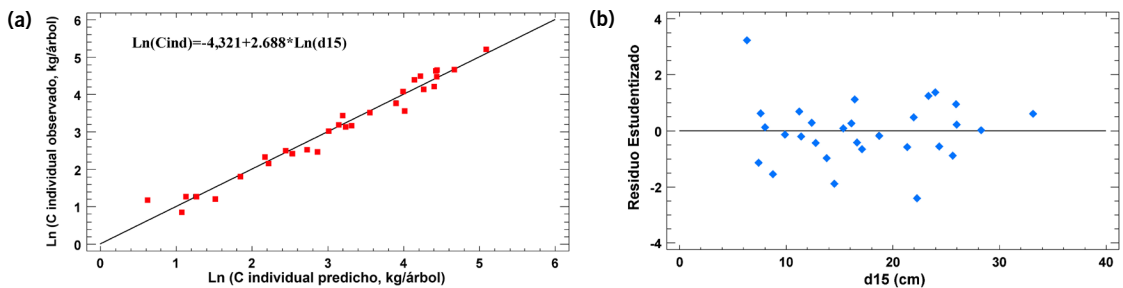 (a)
Ln(Cind)=-4,321+2.688*Ln(d15)
Ln (C individual observado, kg/árbol)
6
5
4
3
2
1
0
0 1 2 3 4 5 6
Ln (C individual predicho, kg/árbol)
(b)
Residuo Estudentizado
4
2
0
-2
-4
0 10 20 30 40
d15 (cm)